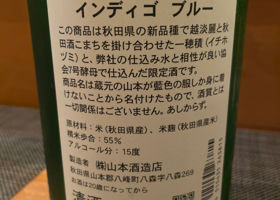 インディゴ ブルー
この商品は秋田県の新品種で越淡麗と秋
田酒こまちを掛け合わせた一穂積(イチホ
ヅミ)と、弊社の仕込み水と相性が良い協
会7号酵母で仕込んだ限定酒です。
商品名は蔵元の山本が藍色の服しか身に着
けないことから名付けたもので、酒質とは
一切関係はございません。あしからず。
原材料:米(秋田県産)、米麹(秋田県産米)
精米歩合:55%
アルコール分:15度
製造者 ㈱山本酒造店
秋田県山本郡八峰町八森字八森269
お酒は20歳になってから
清酒